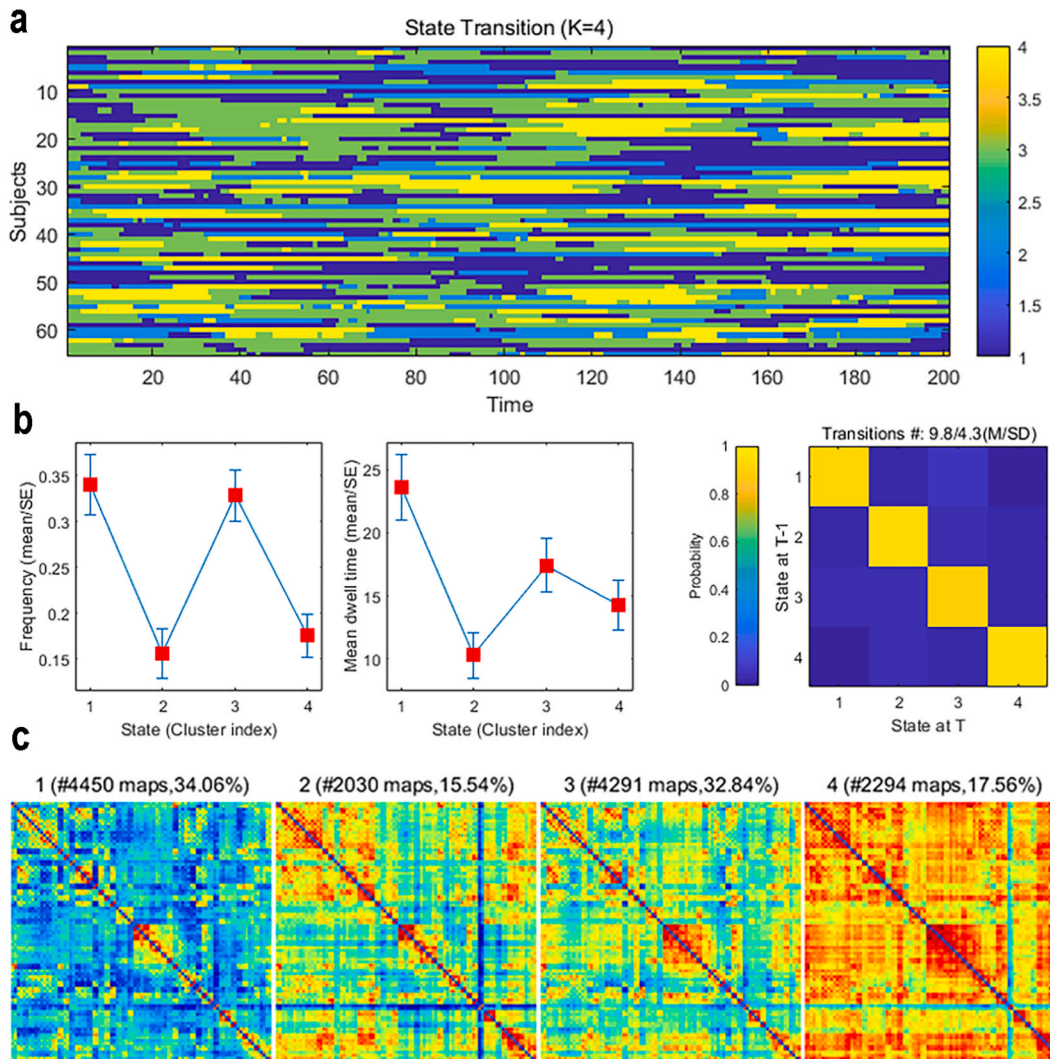 a
State Transition (K=4)
Subjects
10
20
30
40
50
60
20 40 60 80 100 120 140 160 180 200
Time
4
3.5
3
2.5
2
1.5
1
b
Frequency (mean/SE)
0.35
0.3
0.25
0.2
0.15
1 2 3 4
State (Cluster index)
Mean dwell time (mean/SE)
25
20
15
10
1 2 3 4
State (Cluster index)
Probability
1
0.8
0.6
0.4
0.2
0
Transitions #: 9.8/4.3(M/SD)
State at T-1
1
2
3
4
1 2 3 4
State at T
c
1 (#4450 maps,34.06%) 2 (#2030 maps,15.54%) 3 (#4291 maps,32.84%) 4 (#2294 maps,17.56%)